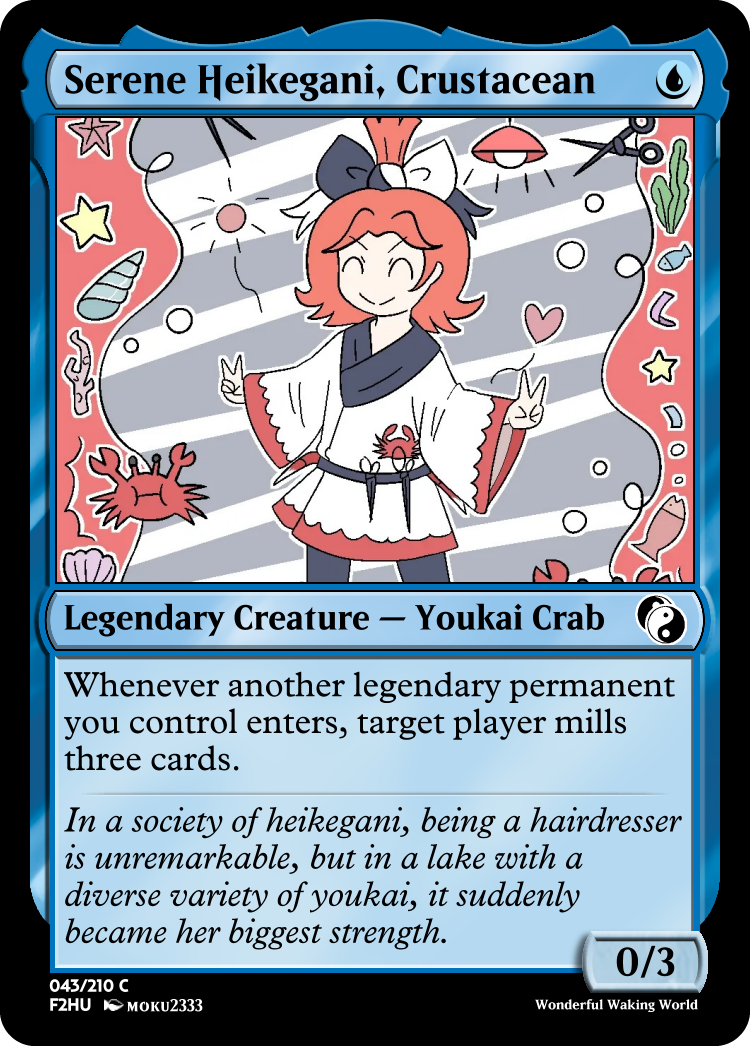 Serene Heikegani, Crustacean
Legendary Creature — Youkai Crab
Whenever another legendary permanent
you control enters, target player mills
three cards.
In a society of heikegani, being a hairdresser
is unremarkable, but in a lake with a
diverse variety of youkai, it suddenly
became her biggest strength.
0/3
043/210 C
F2HU MOKU2333
Wonderful Waking World